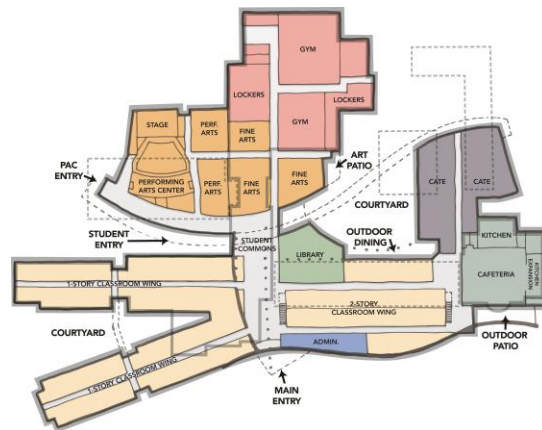 GYM
LOCKERS
GYM
LOCKERS
STAGE
PERF.
ARTS
FINE
ARTS
PAC
ENTRY
PERFORMING
ARTS CENTER
PERF.
ARTS
FINE
ARTS
FINE
ARTS
ART
PATIO
COURTYARD
CATE
CATE
STUDENT
ENTRY
STUDENT
COMMONS
LIBRARY
OUTDOOR
DINING
KITCHEN
CAFETERIA
KITCHEN
EXPANSION
1-STORY CLASSROOM WING
2-STORY
CLASSROOM WING
COURTYARD
ADMIN.
OUTDOOR
PATIO
1-STORY CLASSROOM WING
MAIN
ENTRY